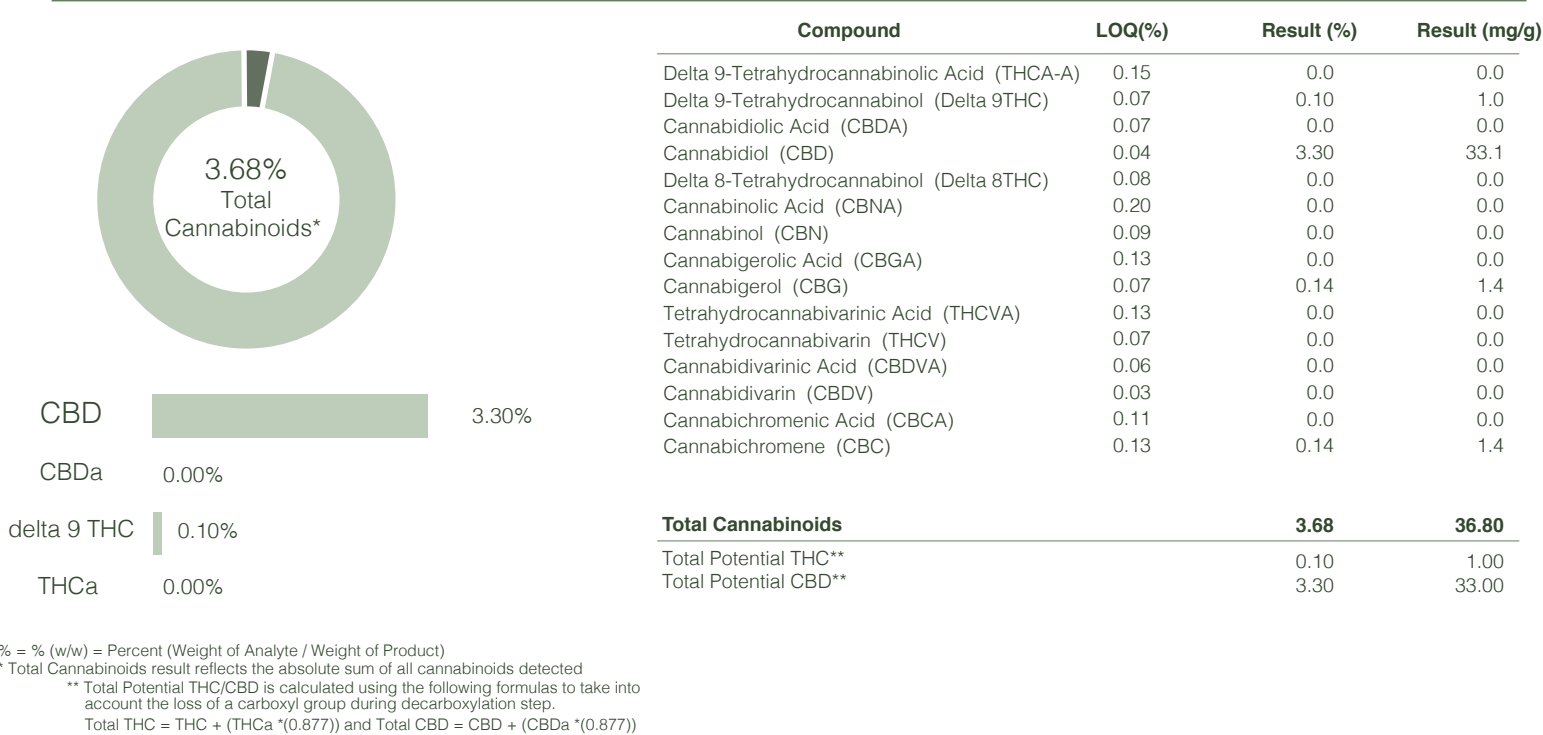 3.68%
Total
Cannabinoids*
CBD 3.30%
CBDa 0.00%
delta 9 THC 0.10%
THCa 0.00%
Compound LOQ(%) Result (%) Result (mg/g)
Delta 9-Tetrahydrocannabinolic Acid (THCA-A) 0.15 0.0 0.0
Delta 9-Tetrahydrocannabinol (Delta 9THC) 0.07 0.10 1.0
Cannabidiolic Acid (CBDA) 0.07 0.0 0.0
Cannabidiol (CBD) 0.04 3.30 33.1
Delta 8-Tetrahydrocannabinol (Delta 8THC) 0.08 0.0 0.0
Cannabinolic Acid (CBNA) 0.20 0.0 0.0
Cannabinol (CBN) 0.09 0.0 0.0
Cannabigerolic Acid (CBGA) 0.13 0.0 0.0
Cannabigerol (CBG) 0.07 0.14 1.4
Tetrahydrocannabivarinic Acid (THCVA) 0.13 0.0 0.0
Tetrahydrocannabivarin (THCV) 0.07 0.0 0.0
Cannabidivarinic Acid (CBDVA) 0.06 0.0 0.0
Cannabidivarin (CBDV) 0.03 0.0 0.0
Cannabichromenic Acid (CBCA) 0.11 0.0 0.0
Cannabichromene (CBC) 0.13 0.14 1.4
Total Cannabinoids 3.68 36.80
Total Potential THC** 0.10 1.00
Total Potential CBD** 3.30 33.00
% = % (w/w) = Percent (Weight of Analyte / Weight of Product)
* Total Cannabinoids result reflects the absolute sum of all cannabinoids detected
** Total Potential THC/CBD is calculated using the following formulas to take into
account the loss of a carboxyl group during decarboxylation step.
Total THC = THC + (THCa *(0.877)) and Total CBD = CBD + (CBDa *(0.877))